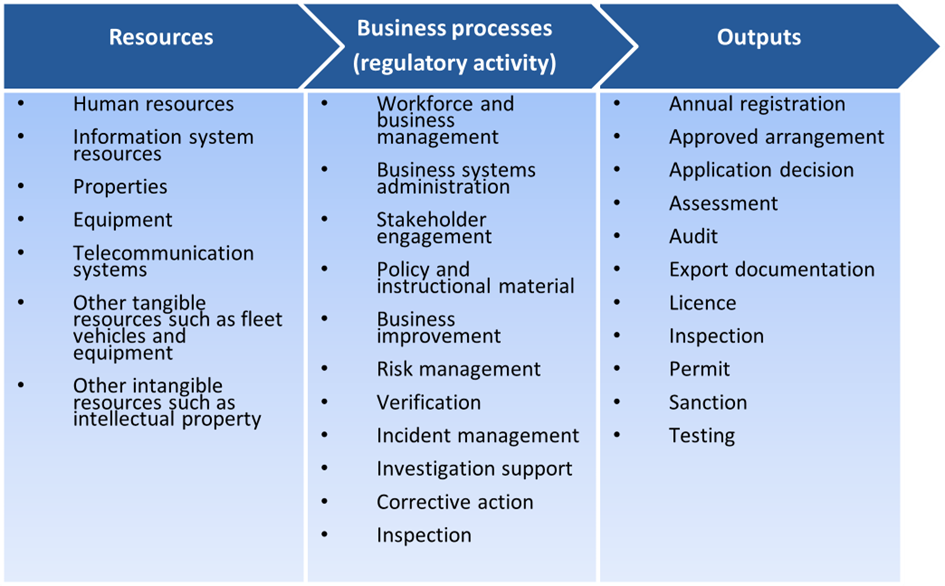 Resources
Business processes
(regulatory activity)
Outputs
• Human resources
• Information system
resources
• Properties
• Equipment
• Telecommunication
systems
• Other tangible
resources such as fleet
vehicles and
equipment
• Other intangible
resources such as
intellectual property
• Workforce and
business
management
• Business systems
administration
• Stakeholder
engagement
• Policy and
instructional material
• Business
improvement
• Risk management
• Verification
• Incident management
• Investigation support
• Corrective action
• Inspection
• Annual registration
• Approved arrangement
• Application decision
• Assessment
• Audit
• Export documentation
• Licence
• Inspection
• Permit
• Sanction
• Testing